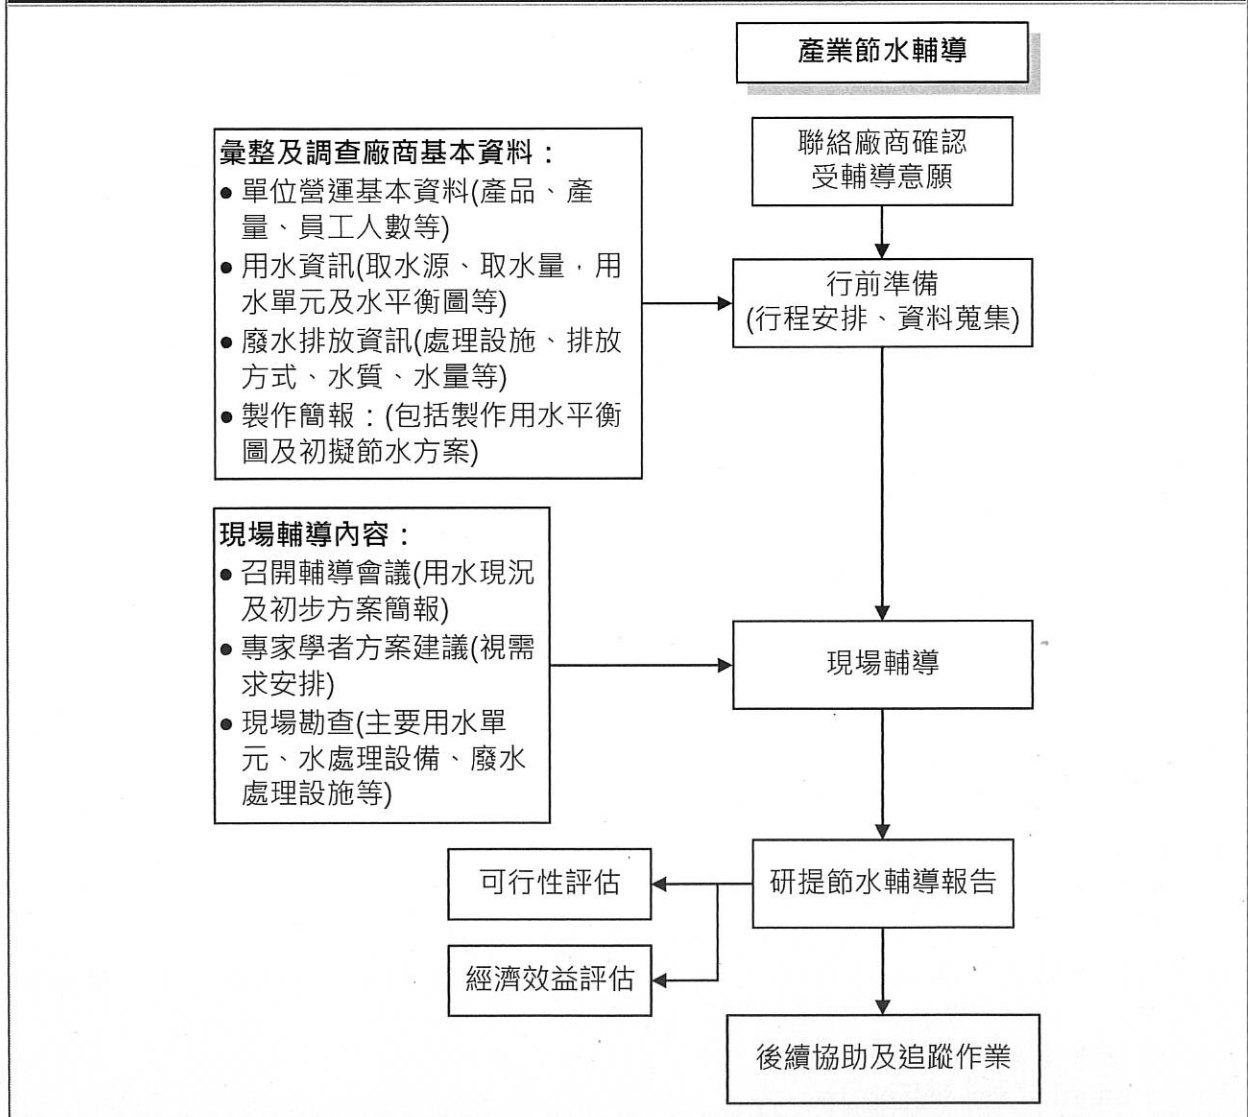 產業節水輔導
聯絡廠商確認
受輔導意願
彙整及調查廠商基本資料：
● 單位營運基本資料(產品、產
量、員工人數等)
● 用水資訊(取水源、取水量，用
水單元及水平衡圖等)
● 廢水排放資訊(處理設施、排放
方式、水質、水量等)
● 製作簡報：(包括製作用水平衡
圖及初擬節水方案)
行前準備
(行程安排、資料蒐集)
現場輔導內容：
● 召開輔導會議(用水現況
及初步方案簡報)
● 專家學者方案建議(視需
求安排)
● 現場勘查(主要用水單
元、水處理設備、廢水
處理設施等)
現場輔導
可行性評估
研提節水輔導報告
經濟效益評估
後續協助及追蹤作業